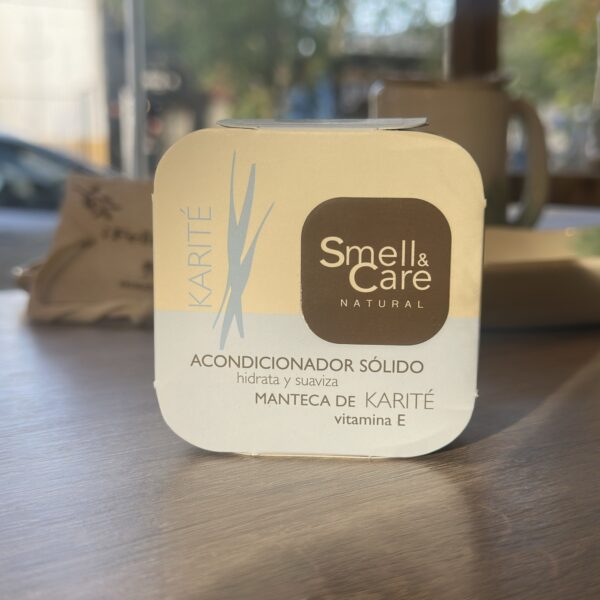 KARITÉ
Smell&
Care
NATURAL
ACONDICIONADOR SÓLIDO
hidrata y suaviza
MANTECA DE KARITÉ
vitamina E